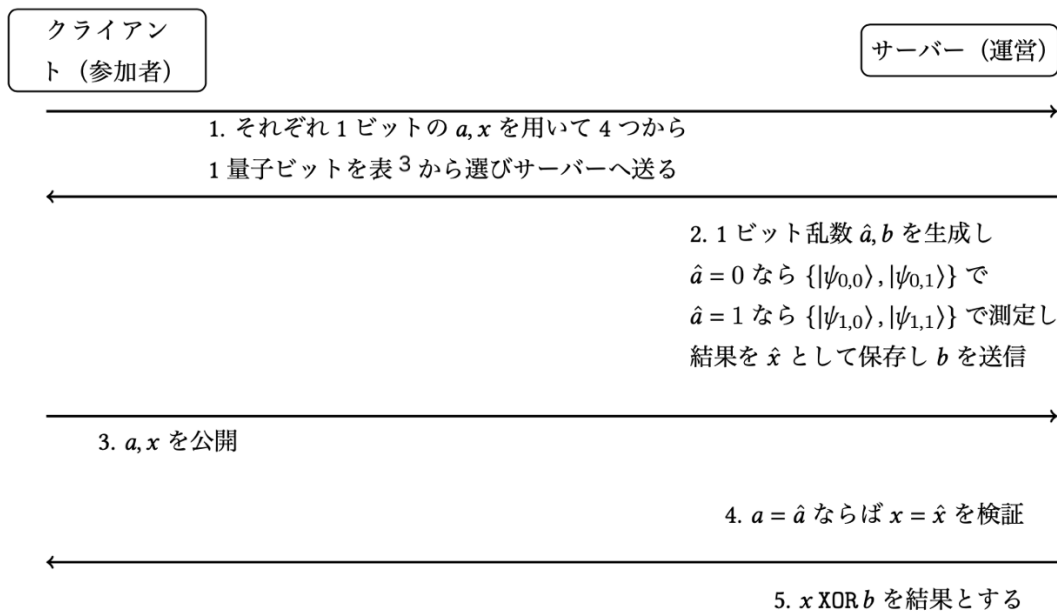 クライアン
ト（参加者）
サーバー（運営）
1. それぞれ 1 ビットの a, x を用いて 4 つから
1 量子ビットを表 3 から選びサーバーへ送る
2. 1 ビット乱数 â, b を生成し
â = 0 なら {|ψ0,0⟩, |ψ0,1⟩} で
â = 1 なら {|ψ1,0⟩, |ψ1,1⟩} で測定し
結果を x̂ として保存し b を送信
3. a, x を公開
4. a = â ならば x = x̂ を検証
5. x XOR b を結果とする